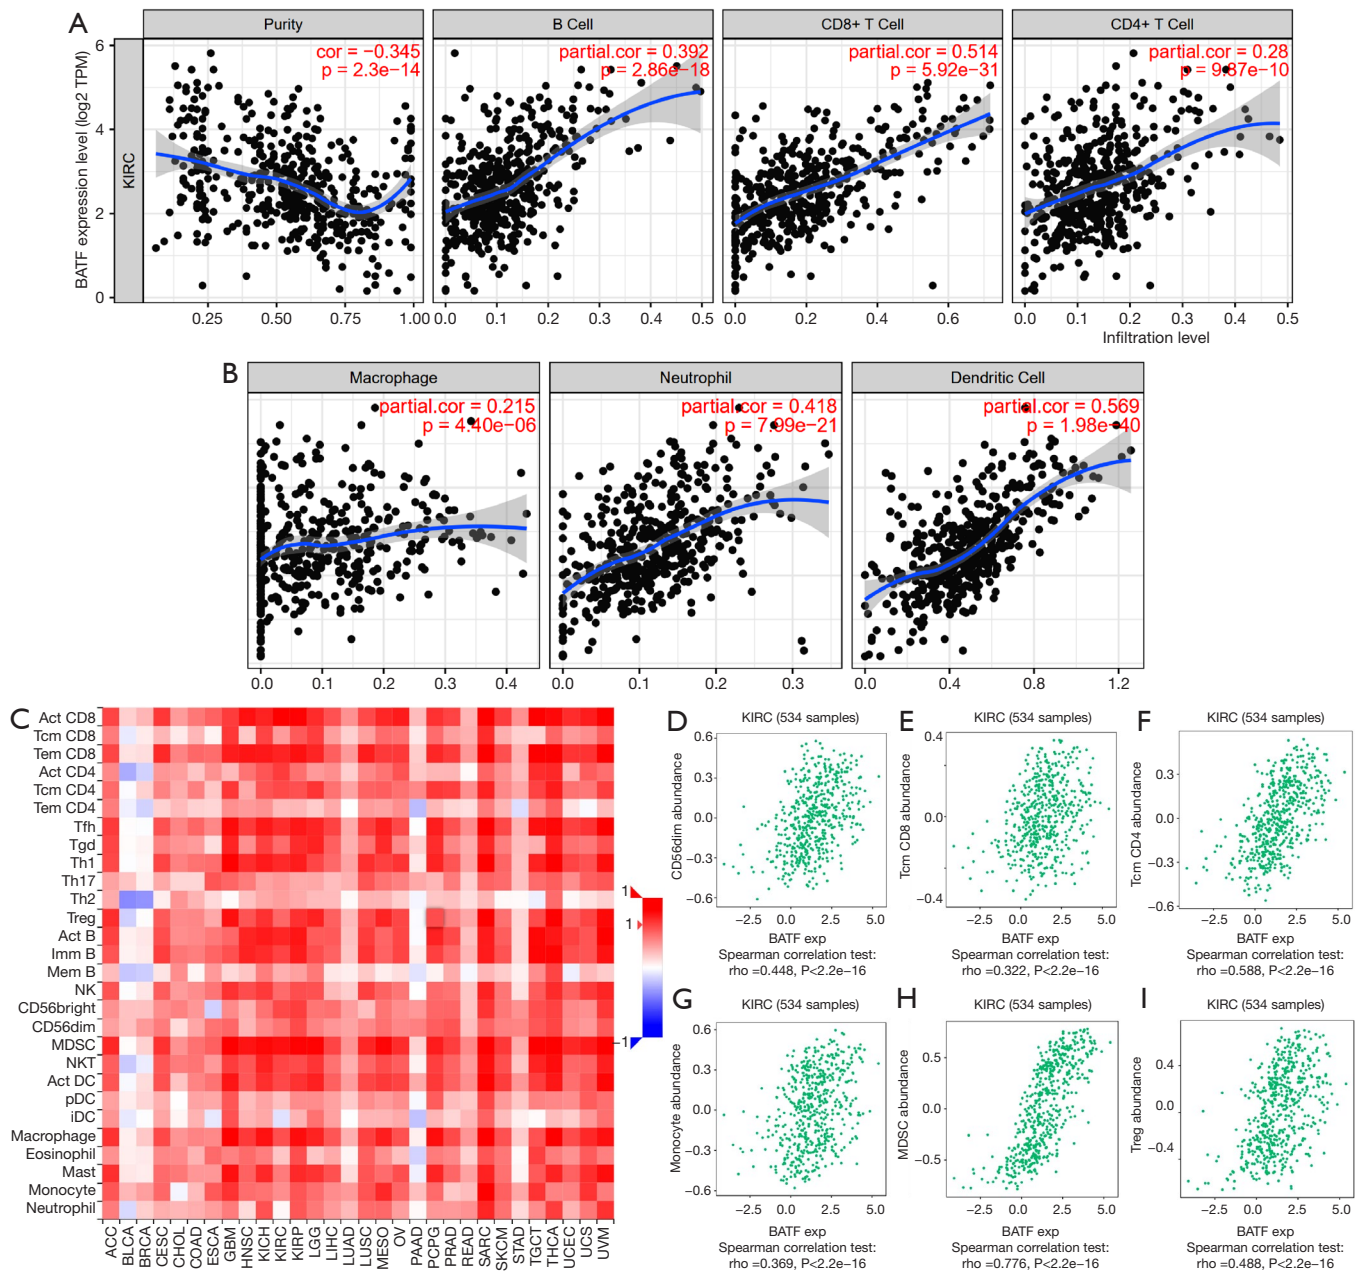 A
Purity
B Cell
CD8+ T Cell
CD4+ T Cell
BATF expression level (log2 TPM)
KIRC
cor = −0.345
p = 2.3e−14
partial.cor = 0.392
p = 2.86e−18
partial.cor = 0.514
p = 5.92e−31
partial.cor = 0.28
p = 9.87e−10
6
4
2
0
0.25 0.50 0.75 1.00
0.0 0.1 0.2 0.3 0.4 0.5
0.0 0.2 0.4 0.6
0.0 0.1 0.2 0.3 0.4 0.5
Infiltration level
B
Macrophage
Neutrophil
Dendritic Cell
partial.cor = 0.215
p = 4.40e−06
partial.cor = 0.418
p = 7.99e−21
partial.cor = 0.569
p = 1.98e−40
0.0 0.1 0.2 0.3 0.4
0.0 0.1 0.2 0.3
0.0 0.4 0.8 1.2
C
Act CD8
Tcm CD8
Tem CD8
Act CD4
Tcm CD4
Tem CD4
Tfh
Tgd
Th1
Th17
Th2
Treg
Act B
Imm B
Mem B
NK
CD56bright
CD56dim
MDSC
NKT
Act DC
pDC
iDC
Macrophage
Eosinophil
Mast
Monocyte
Neutrophil
ACC
BLCA
BRCA
CESC
CHOL
COAD
ESCA
GBM
HNSC
KICH
KIRC
KIRP
LGG
LIHC
LUAD
LUSC
MESO
OV
PAAD
PCPG
PRAD
READ
SARC
SKCM
STAD
TGCT
THCA
UCEC
UCS
UVM
1
1
−1
D
KIRC (534 samples)
CD56dim abundance
0.6
0.3
0.0
−0.3
−0.6
−2.5 0.0 2.5 5.0
BATF exp
Spearman correlation test:
rho =0.448, P<2.2e−16
E
KIRC (534 samples)
Tcm CD8 abundance
0.4
0.0
−0.4
−2.5 0.0 2.5 5.0
BATF exp
Spearman correlation test:
rho =0.322, P<2.2e−16
F
KIRC (534 samples)
Tcm CD4 abundance
0.3
0.0
−0.3
−0.6
−2.5 0.0 2.5 5.0
BATF exp
Spearman correlation test:
rho =0.588, P<2.2e−16
G
KIRC (534 samples)
Monocyte abundance
0.6
0.3
0.0
−0.3
−0.6
−2.5 0.0 2.5 5.0
BATF exp
Spearman correlation test:
rho =0.369, P<2.2e−16
H
KIRC (534 samples)
MDSC abundance
0.5
0.0
−0.5
−2.5 0.0 2.5 5.0
BATF exp
Spearman correlation test:
rho =0.776, P<2.2e−16
I
KIRC (534 samples)
Treg abundance
0.4
0.0
−0.4
−2.5 0.0 2.5 5.0
BATF exp
Spearman correlation test:
rho =0.488, P<2.2e−16